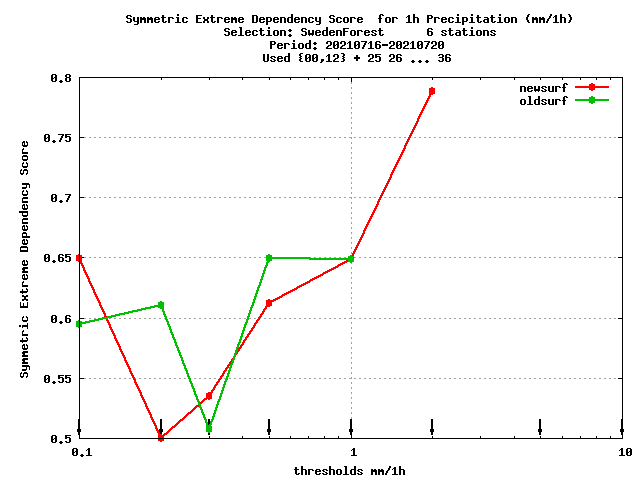 Symmetric Extreme Dependency Score  for 1h Precipitation (mm/1h)
Selection: SwedenForest      6 stations
Period: 20210716-20210720
Used {00,12} + 25 26 ... 36
newsurf
oldsurf
Symmetric Extreme Dependency Score
0.8
0.75
0.7
0.65
0.6
0.55
0.5
0.1
1
10
thresholds mm/1h